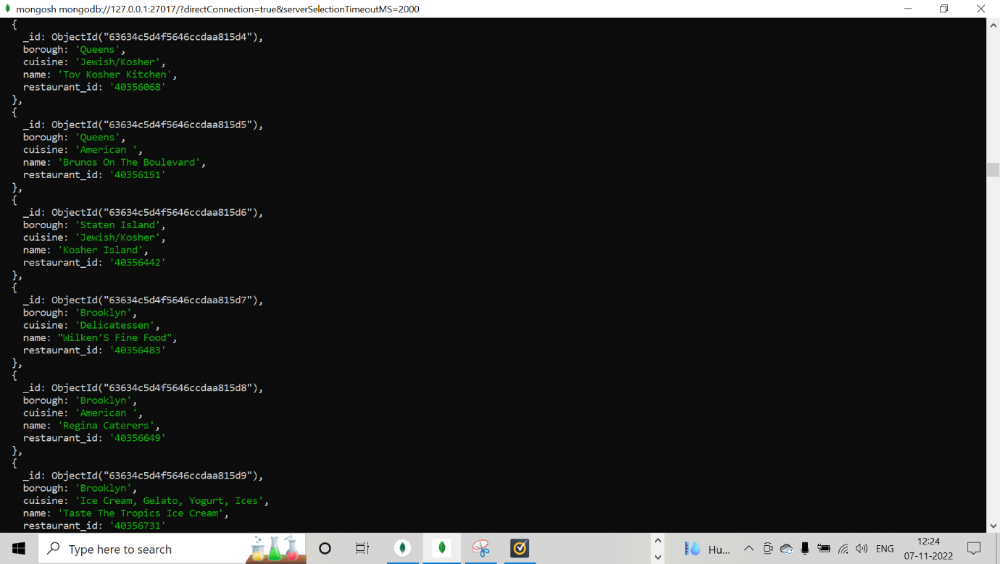 mongosh mongodb://127.0.0.1:27017/?directConnection=true&serverSelectionTimeoutMS=2000
{
_id: ObjectId("63634c5d4f5646ccdaa815d4"),
borough: 'Queens',
cuisine: 'Jewish/Kosher',
name: 'Tov Kosher Kitchen',
restaurant_id: '40356068'
},
{
_id: ObjectId("63634c5d4f5646ccdaa815d5"),
borough: 'Queens',
cuisine: 'American ',
name: 'Brunos On The Boulevard',
restaurant_id: '40356151'
},
{
_id: ObjectId("63634c5d4f5646ccdaa815d6"),
borough: 'Staten Island',
cuisine: 'Jewish/Kosher',
name: 'Kosher Island',
restaurant_id: '40356442'
},
{
_id: ObjectId("63634c5d4f5646ccdaa815d7"),
borough: 'Brooklyn',
cuisine: 'Delicatessen',
name: "Wilken'S Fine Food",
restaurant_id: '40356483'
},
{
_id: ObjectId("63634c5d4f5646ccdaa815d8"),
borough: 'Brooklyn',
cuisine: 'American ',
name: 'Regina Caterers',
restaurant_id: '40356649'
},
{
_id: ObjectId("63634c5d4f5646ccdaa815d9"),
borough: 'Brooklyn',
cuisine: 'Ice Cream, Gelato, Yogurt, Ices',
name: 'Taste The Tropics Ice Cream',
restaurant_id: '40356731'
Type here to search
Hu...
ENG
12:24
07-11-2022